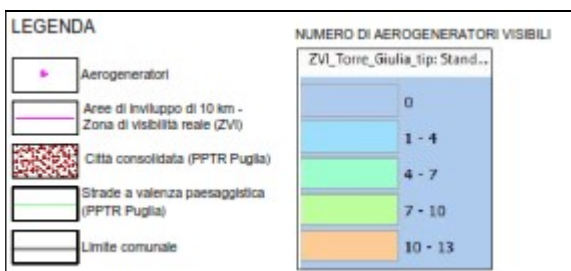 LEGENDA
Aerogeneratori
Aree di inviluppo di 10 km -
Zona di visibilità reale (ZVI)
Città consolidata (PPTR Puglia)
Strade a valenza paesaggistica
(PPTR Puglia)
Limite comunale
NUMERO DI AEROGENERATORI VISIBILI
ZVI_Torre_Giulia_tip: Stand...
0
1 - 4
4 - 7
7 - 10
10 - 13